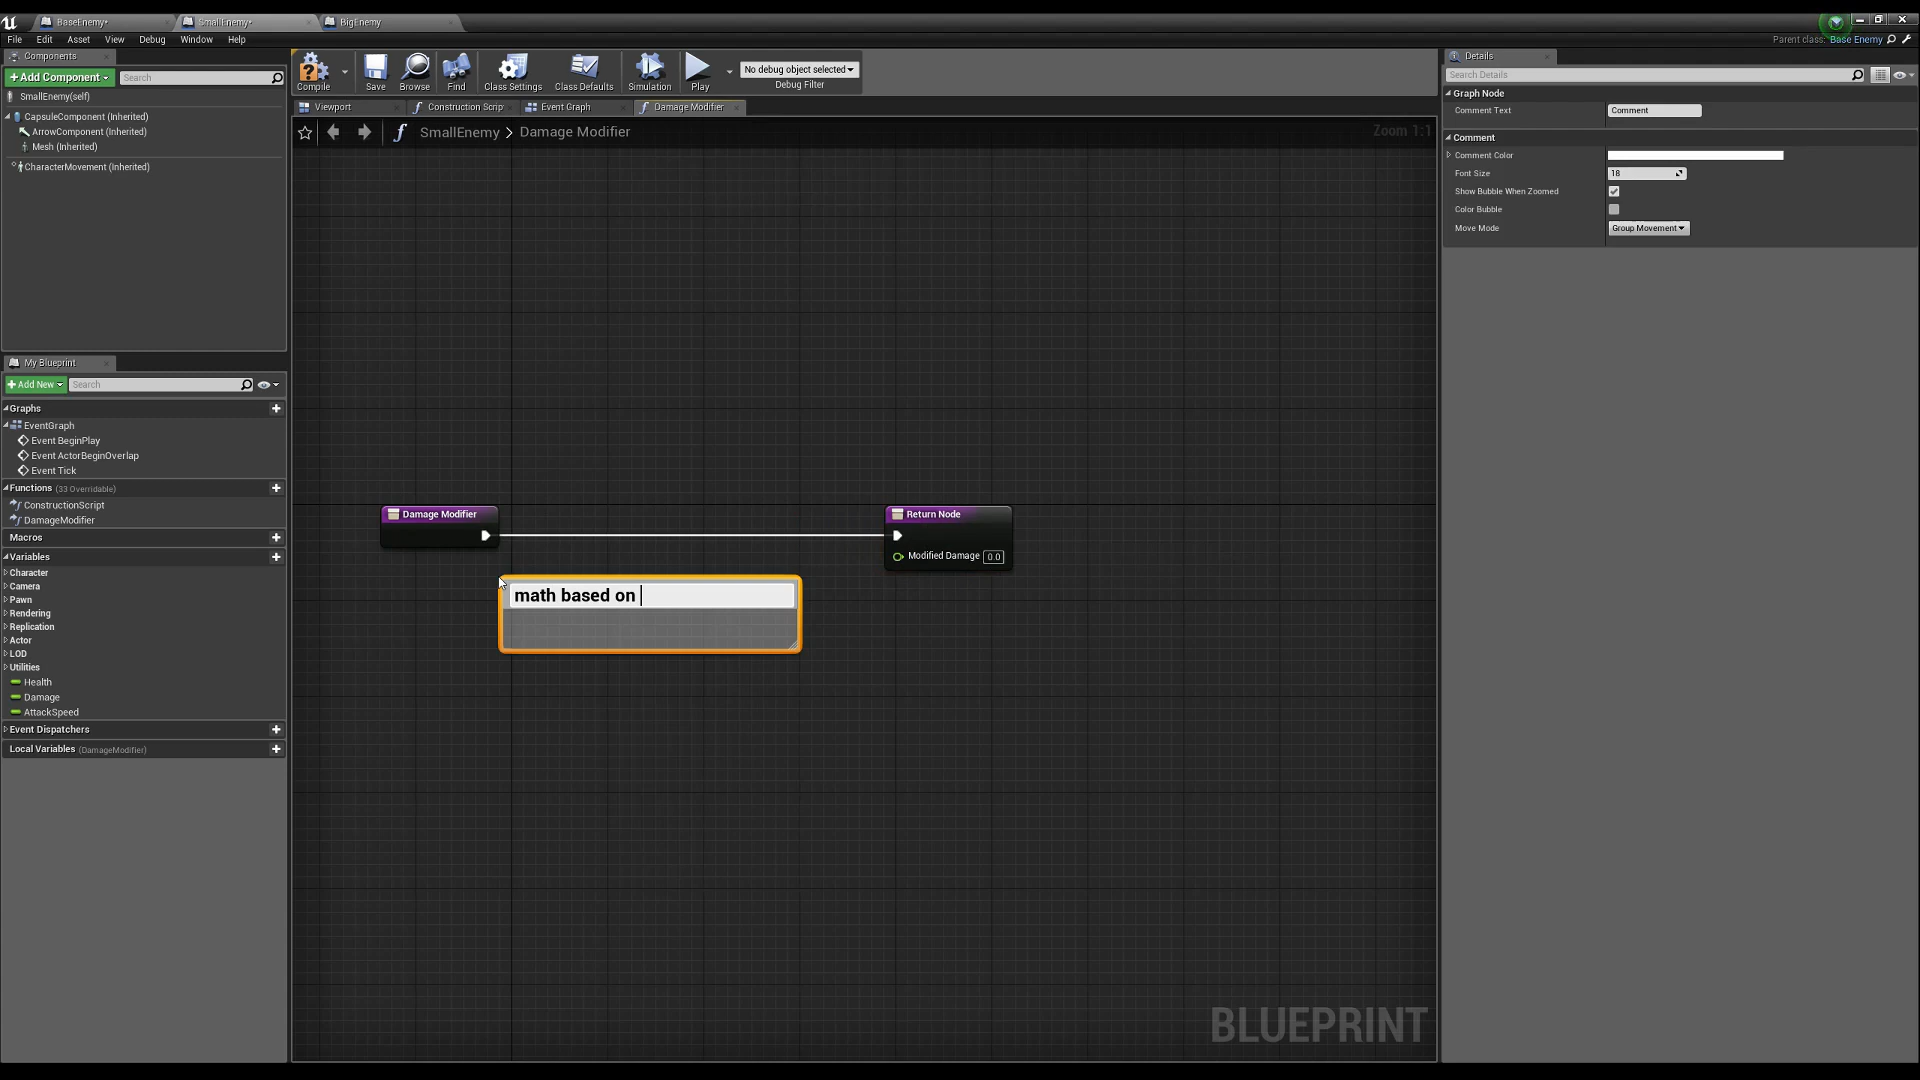 BaseEnemy*
SmallEnemy*
BigEnemy
File Edit Asset View Debug Window Help
Parent class: Base Enemy
Components
+Add Component
Search
SmallEnemy(self)
CapsuleComponent (Inherited)
ArrowComponent (Inherited)
Mesh (Inherited)
CharacterMovement (Inherited)
My Blueprint
+Add New
Search
Graphs
EventGraph
Event BeginPlay
Event ActorBeginOverlap
Event Tick
Functions (33 Overridable)
ConstructionScript
DamageModifier
Macros
Variables
Character
Camera
Pawn
Rendering
Replication
Actor
LOD
Utilities
Health
Damage
AttackSpeed
Event Dispatchers
Local Variables (DamageModifier)
Compile
Save
Browse
Find
Class Settings
Class Defaults
Simulation
Play
No debug object selected
Debug Filter
Viewport
Construction Scrip
Event Graph
Damage Modifier
SmallEnemy > Damage Modifier
Zoom 1:1
Damage Modifier
Return Node
Modified Damage 0.0
math based on
BLUEPRINT
Details
Search Details
Graph Node
Comment Text Comment
Comment
Comment Color
Font Size 18
Show Bubble When Zoomed
Color Bubble
Move Mode Group Movement